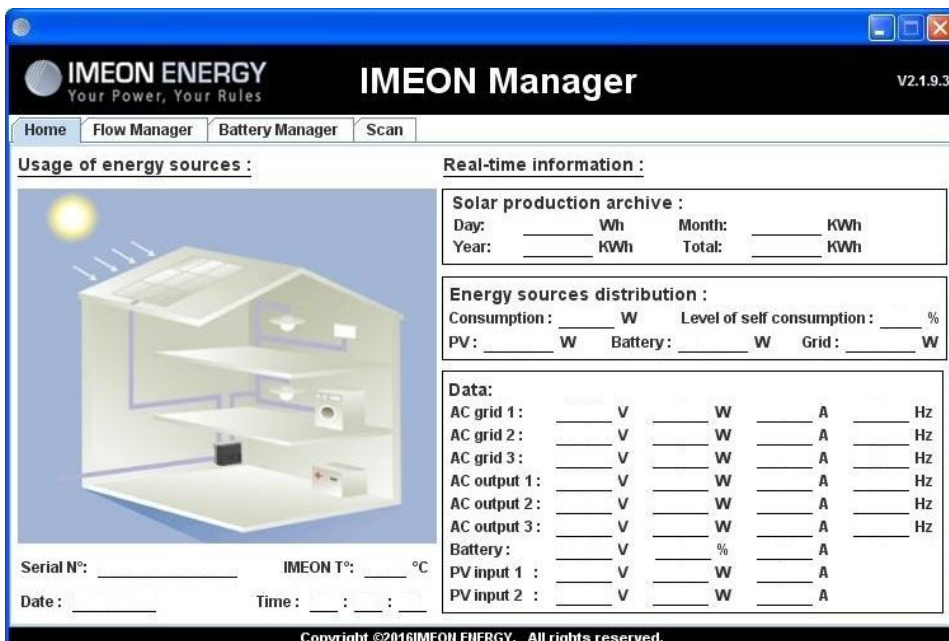 IMEON ENERGY
Your Power, Your Rules
IMEON Manager
V2.1.9.3
Home Flow Manager Battery Manager Scan
Usage of energy sources :
Serial N°: IMEON T°: °C
Date : Time : : :
Real-time information :
Solar production archive :
Day: Wh Month: KWh
Year: KWh Total: KWh
Energy sources distribution :
Consumption : W Level of self consumption : %
PV : W Battery : W Grid : W
Data:
AC grid 1 : V W A Hz
AC grid 2 : V W A Hz
AC grid 3 : V W A Hz
AC output 1 : V W A Hz
AC output 2 : V W A Hz
AC output 3 : V W A Hz
Battery : V % A
PV input 1 : V W A
PV input 2 : V W A
Copyright ©2016IMEON ENERGY. All rights reserved.